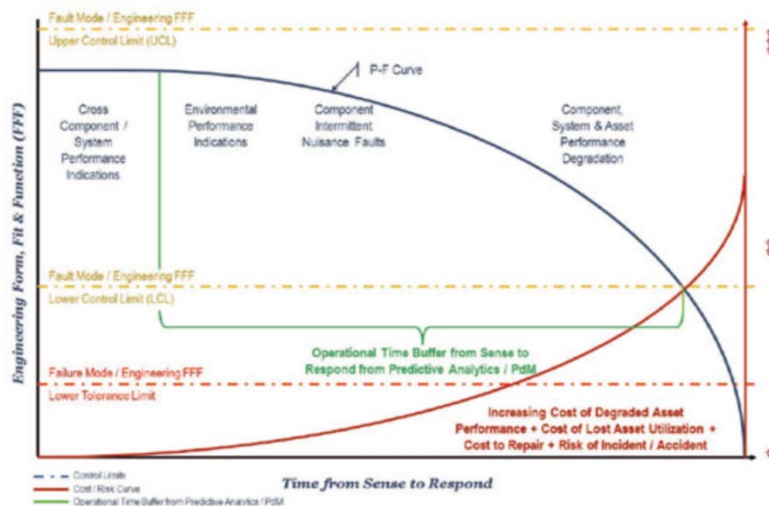 Fault Mode / Engineering FFF
Upper Control Limit (UCL)
P-F Curve
Cross
Component /
System
Performance
Indications
Environmental
Performance
Indications
Component
Intermittent
Nuisance Faults
Component,
System & Asset
Performance
Degradation
Engineering Form, Fit & Function (FFF)
Fault Mode / Engineering FFF
Lower Control Limit (LCL)
Operational Time Buffer from Sense to
Respond from Predictive Analytics / PdM
Failure Mode / Engineering FFF
Lower Tolerance Limit
Increasing Cost of Degraded Asset
Performance + Cost of Lost Asset Utilization +
Cost to Repair + Risk of Incident / Accident
Time from Sense to Respond
Control Limits
Cost / Risk Curve
Operational Time Buffer from Predictive Analytics / PdM
$$$
$$
$